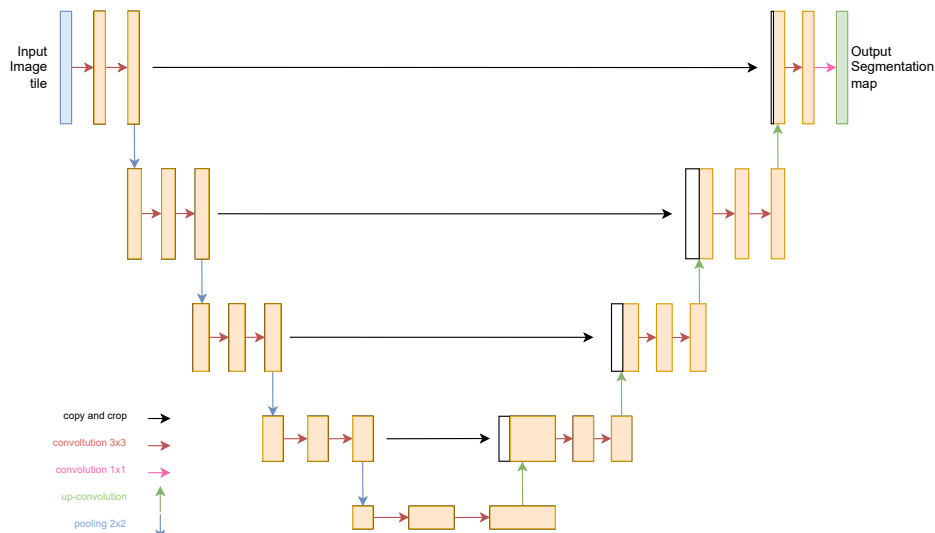 Input
Image
tile
Output
Segmentation
map
copy and crop
convoltution 3x3
convolution 1x1
up-convolution
pooling 2x2